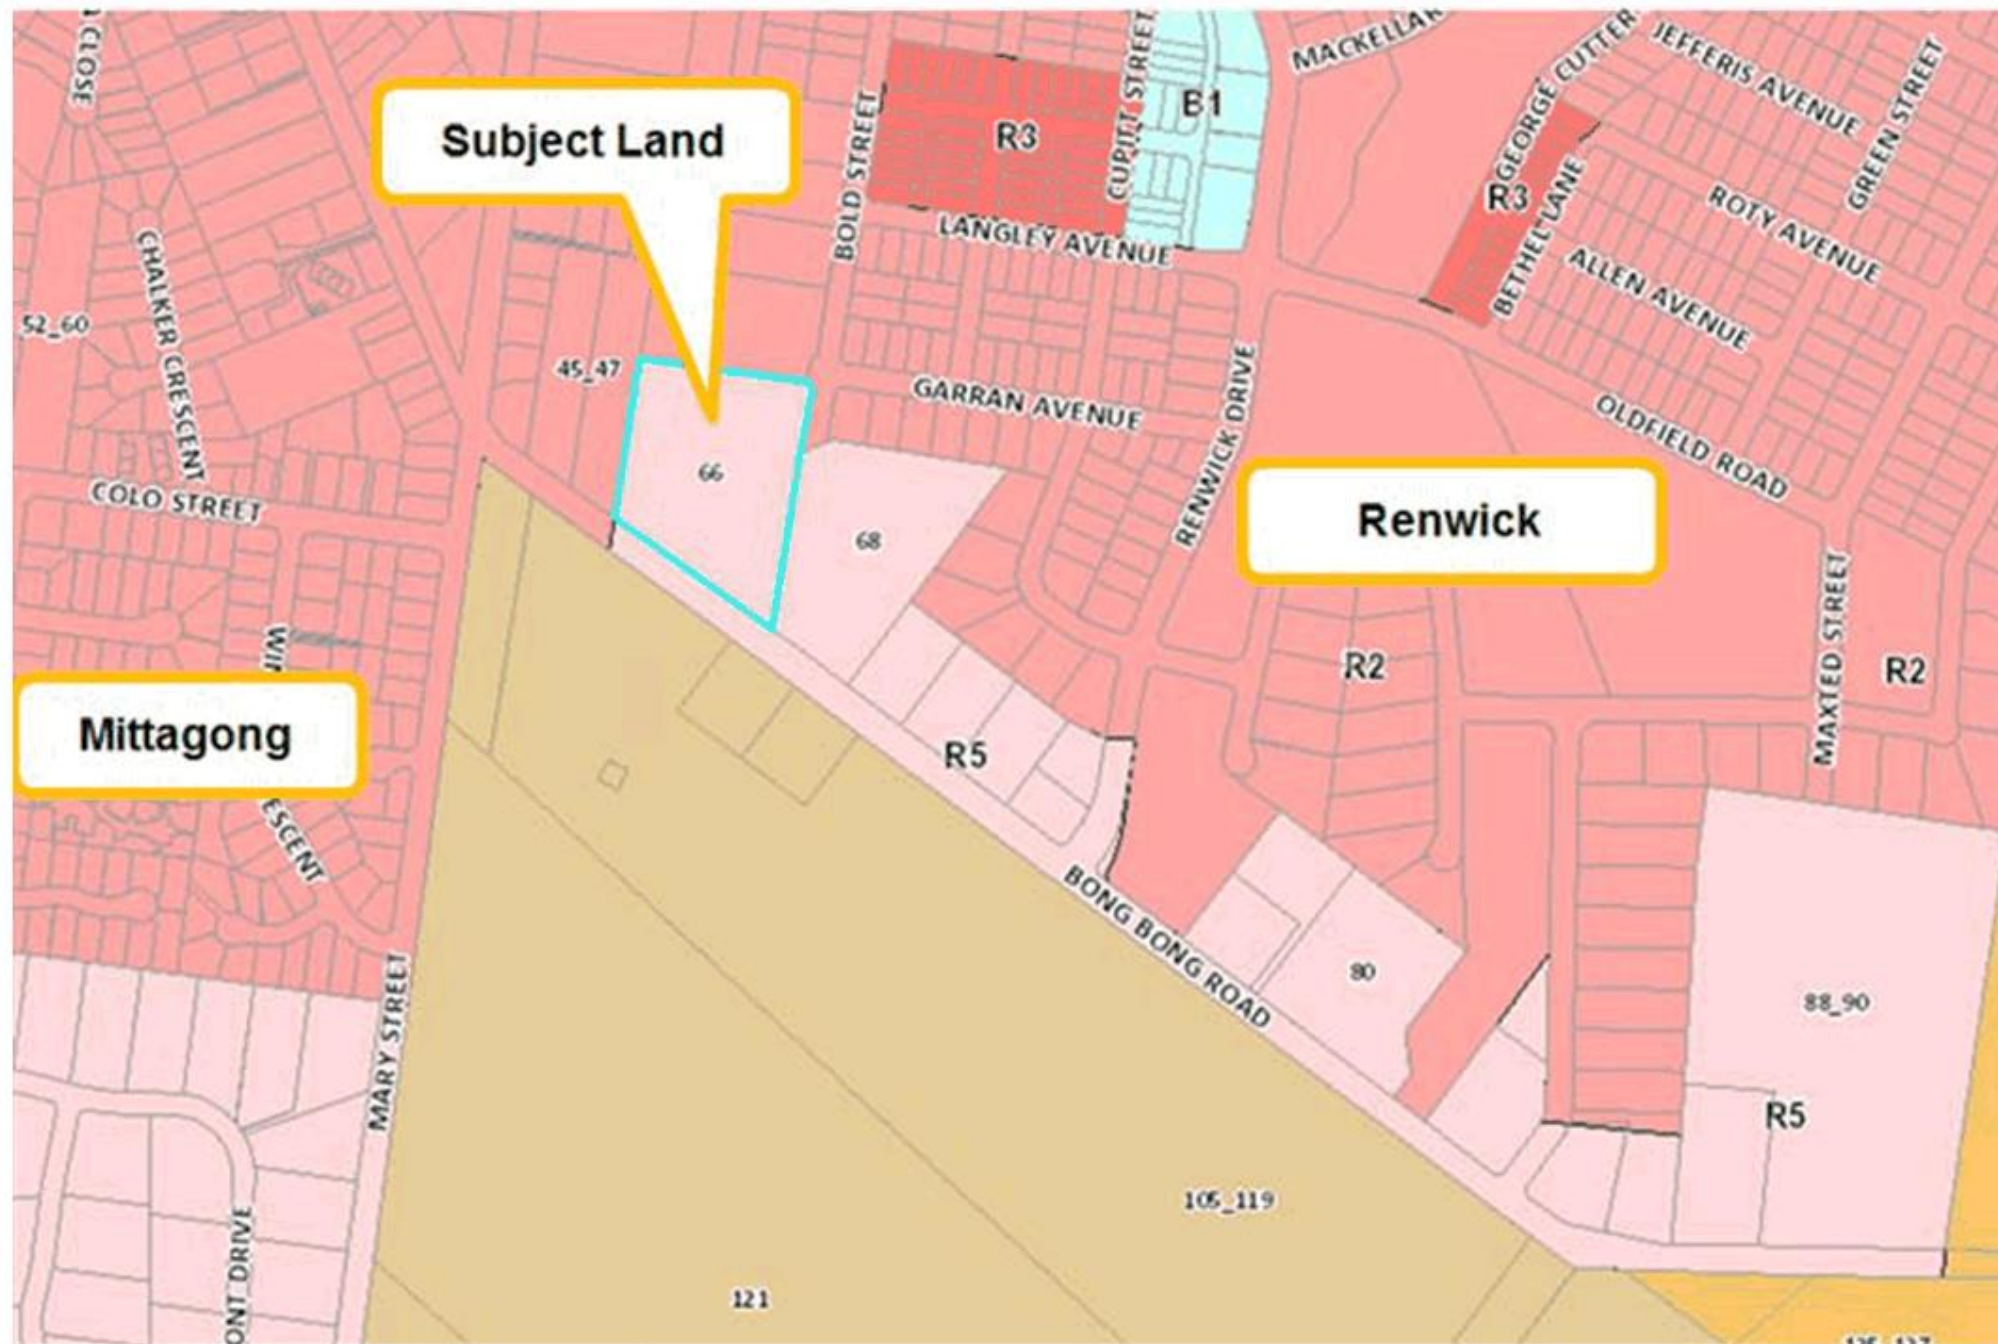 CLOSE
MACKELLAR
JEFFERIS AVENUE
GEORGE CUTTER
GREEN STREET
CUPITT STREET
B1
Subject Land
R3
BOLD STREET
R3
ROTY AVENUE
LANGLEY AVENUE
BETHEL LANE
ALLEN AVENUE
CHALKER CRESCENT
52_60
45_47
GARRAN AVENUE
RENWICK DRIVE
OLDFIELD ROAD
66
COLO STREET
68
Renwick
MAXTED STREET
WIN
R2
R2
Mittagong
R5
ESCENT
BONG BONG ROAD
80
88_90
MARY STREET
R5
105_119
ONT DRIVE
121